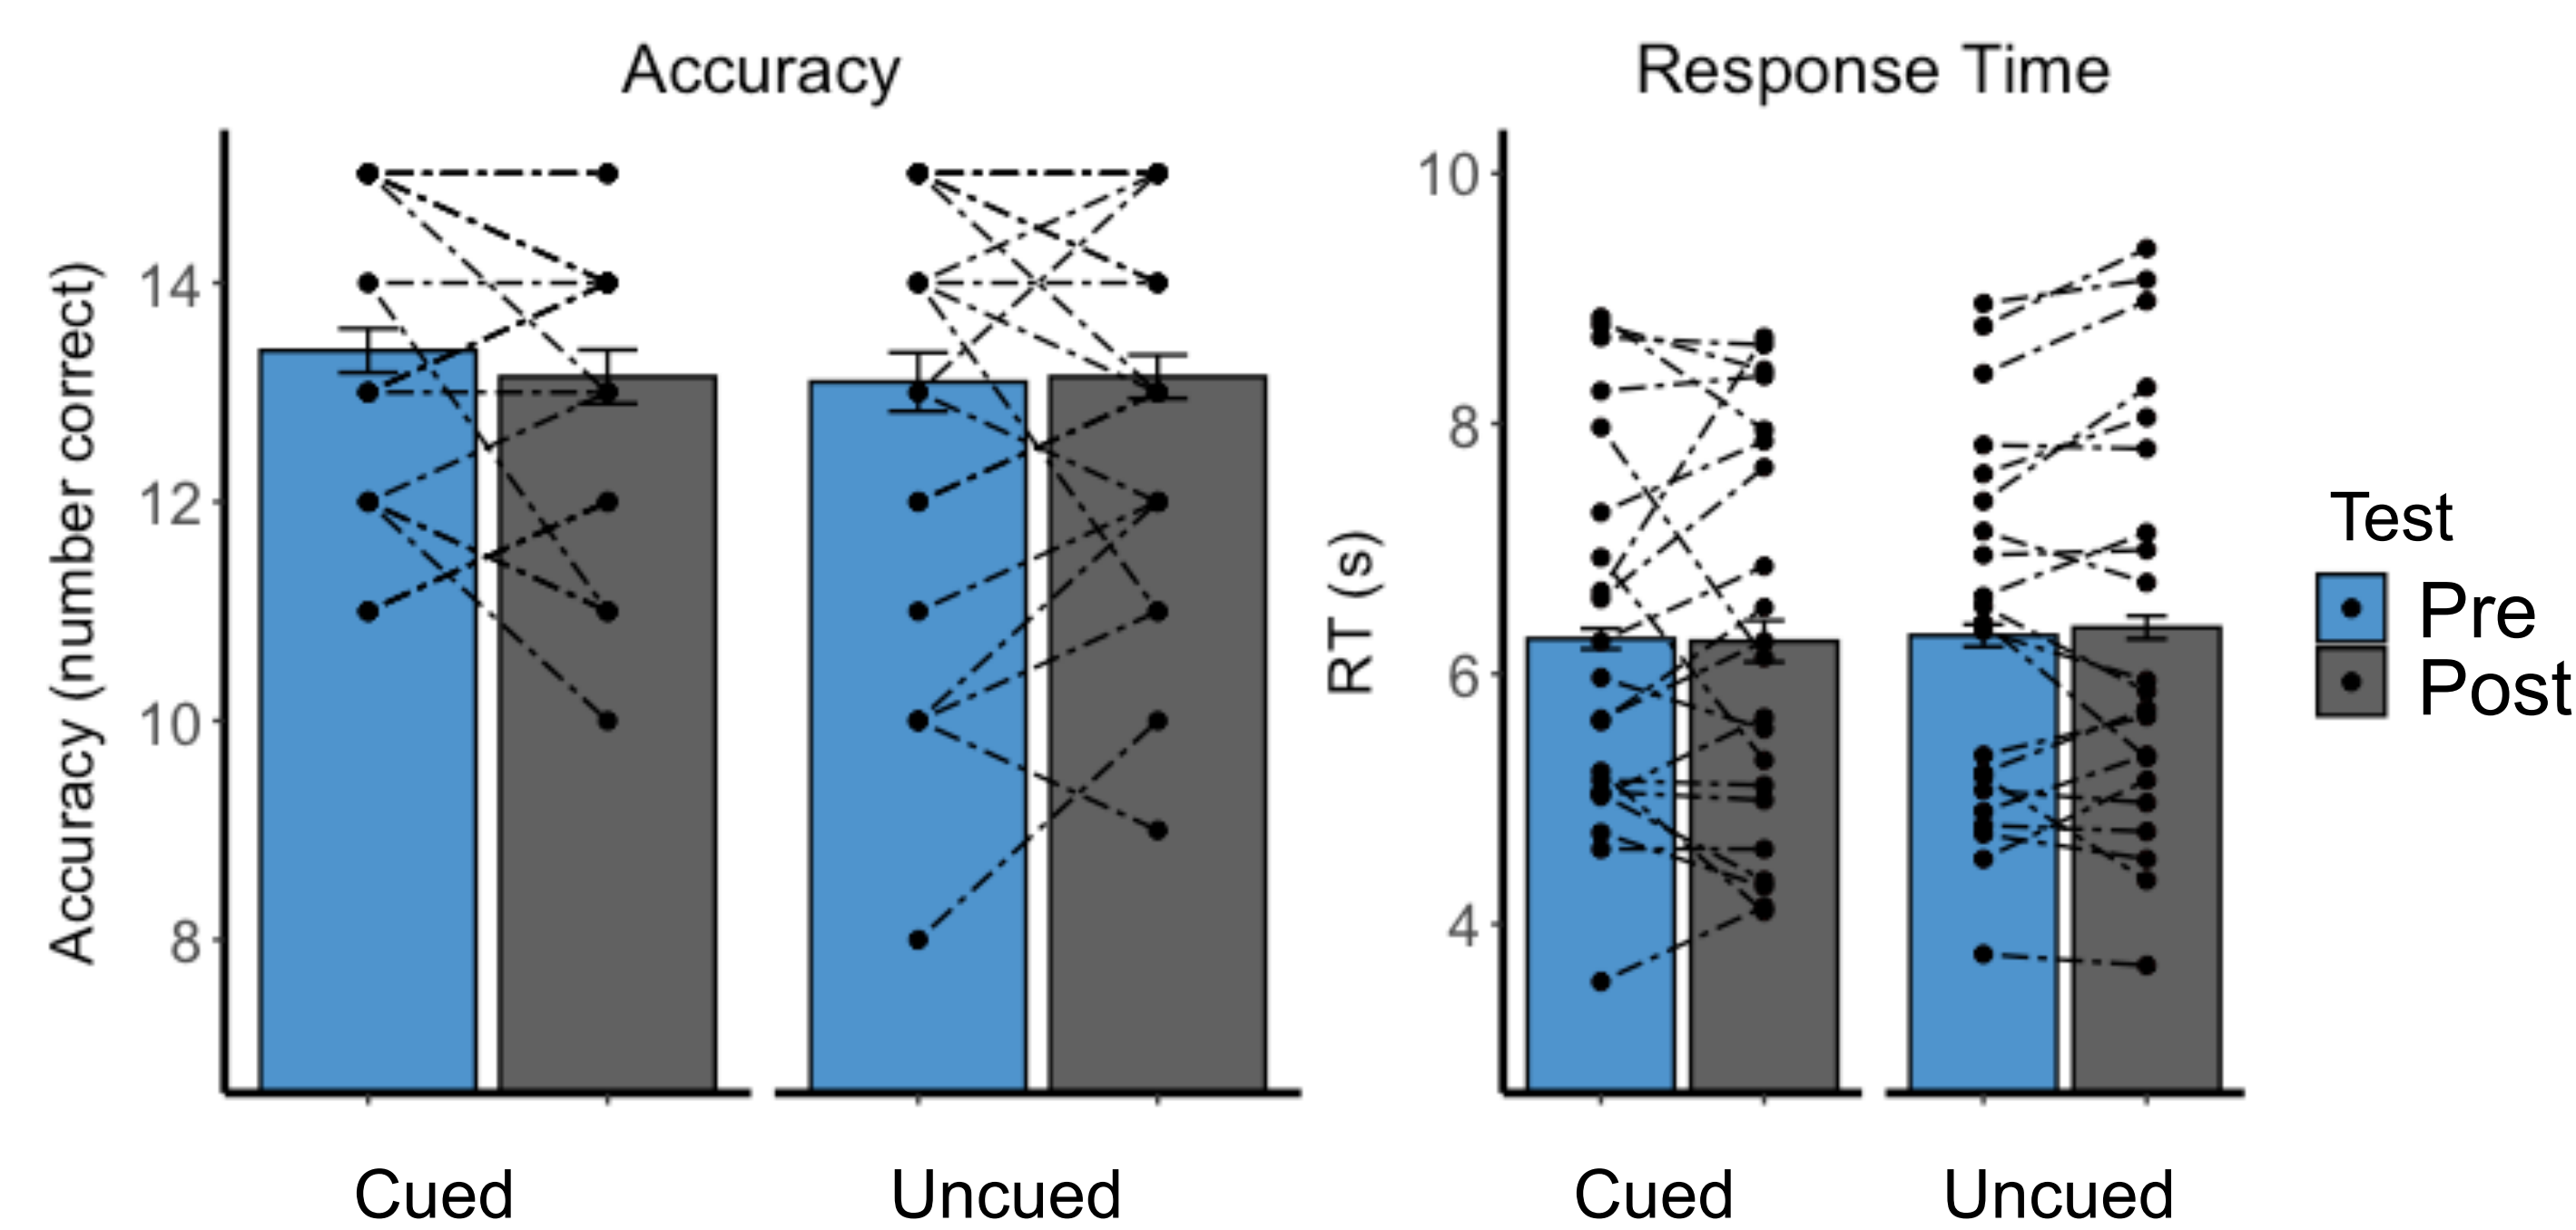 Accuracy
Accuracy (number correct)
14
12
10
8
Cued
Uncued
Response Time
RT (s)
10
8
6
4
Cued
Uncued
Test
Pre
Post